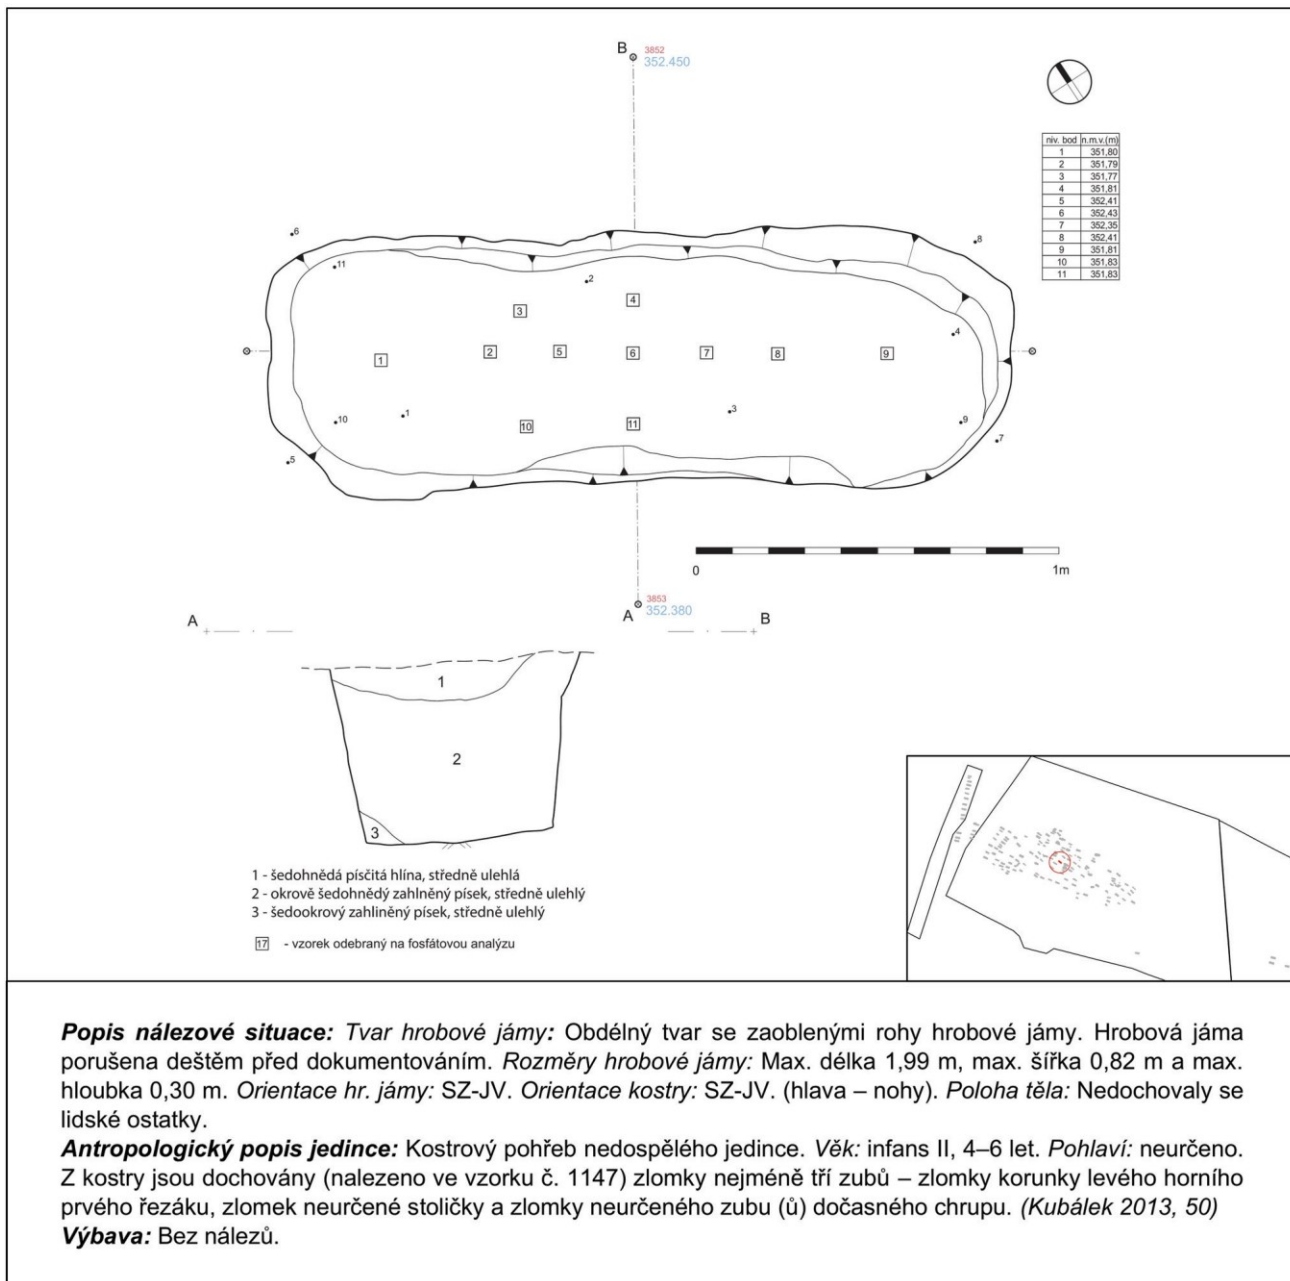 B 3852
352.450
niv. bod n.m.v.(m)
1 351,80
2 351,79
3 351,77
4 351,81
5 352,41
6 352,43
7 352,35
8 352,41
9 351,81
10 351,83
11 351,83
6
8
11
2
4
3
4
1
2
5
6
7
8
9
10
1
3
9
10
11
7
5
0 1m
3853
A 352.380
A B
1
2
3
1 - šedohnědá písčitá hlína, středně ulehlá
2 - okrově šedohnědý zahlněný písek, středně ulehlý
3 - šedookrový zahliněný písek, středně ulehlý
17 - vzorek odebraný na fosfátovou analýzu
Popis nálezové situace: Tvar hrobové jámy: Obdélný tvar se zaoblenými rohy hrobové jámy. Hrobová jáma
porušena deštěm před dokumentováním. Rozměry hrobové jámy: Max. délka 1,99 m, max. šířka 0,82 m a max.
hloubka 0,30 m. Orientace hr. jámy: SZ-JV. Orientace kostry: SZ-JV. (hlava – nohy). Poloha těla: Nedochovaly se
lidské ostatky.
Antropologický popis jedince: Kostrový pohřeb nedospělého jedince. Věk: infans II, 4–6 let. Pohlaví: neurčeno.
Z kostry jsou dochovány (nalezeno ve vzorku č. 1147) zlomky nejméně tří zubů – zlomky korunky levého horního
prvého řezáku, zlomek neurčené stoličky a zlomky neurčeného zubu (ů) dočasného chrupu. (Kubálek 2013, 50)
Výbava: Bez nálezů.